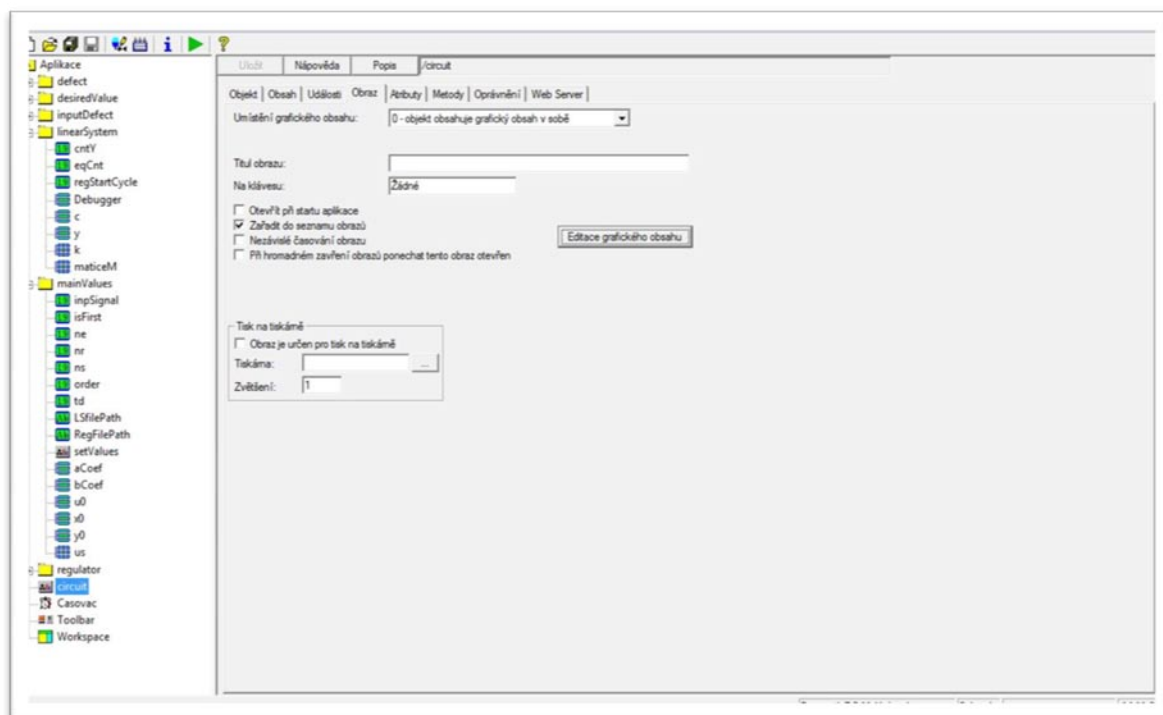 Aplikace
defect
desiredValue
inputDefect
linearSystem
cntY
eqCnt
regStartCycle
Debugger
c
y
k
maticeM
mainValues
inpSignal
isFirst
ne
nr
ns
order
td
LSfilePath
RegFilePath
setValues
aCoef
bCoef
u0
x0
y0
us
regulator
circuit
Casovac
Toolbar
Workspace
Uložit Nápověda Popis /circuit
Objekt Obsah Události Obraz Atributy Metody Oprávnění Web Server
Umístění grafického obsahu: 0 - objekt obsahuje grafický obsah v sobě
Titul obrazu:
Na klávesu: Žádné
Otevřít při startu aplikace
Zařadit do seznamu obrazů
Nezávislé časování obrazu
Editace grafického obsahu
Při hromadném zavření obrazů ponechat tento obraz otevřen
Tisk na tiskárně
Obraz je určen pro tisk na tiskárně
Tiskárna: ...
Zvětšení: 1